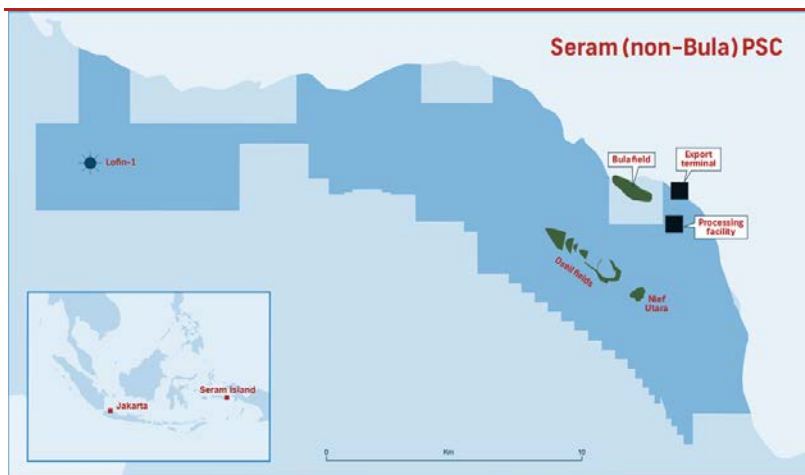 Seram (non-Bula) PSC
Lofin-1
Bula field
Export
terminal
Processing
facility
Oseil fields
Nief
Utara
Seram Island
Jakarta
0
Km
10